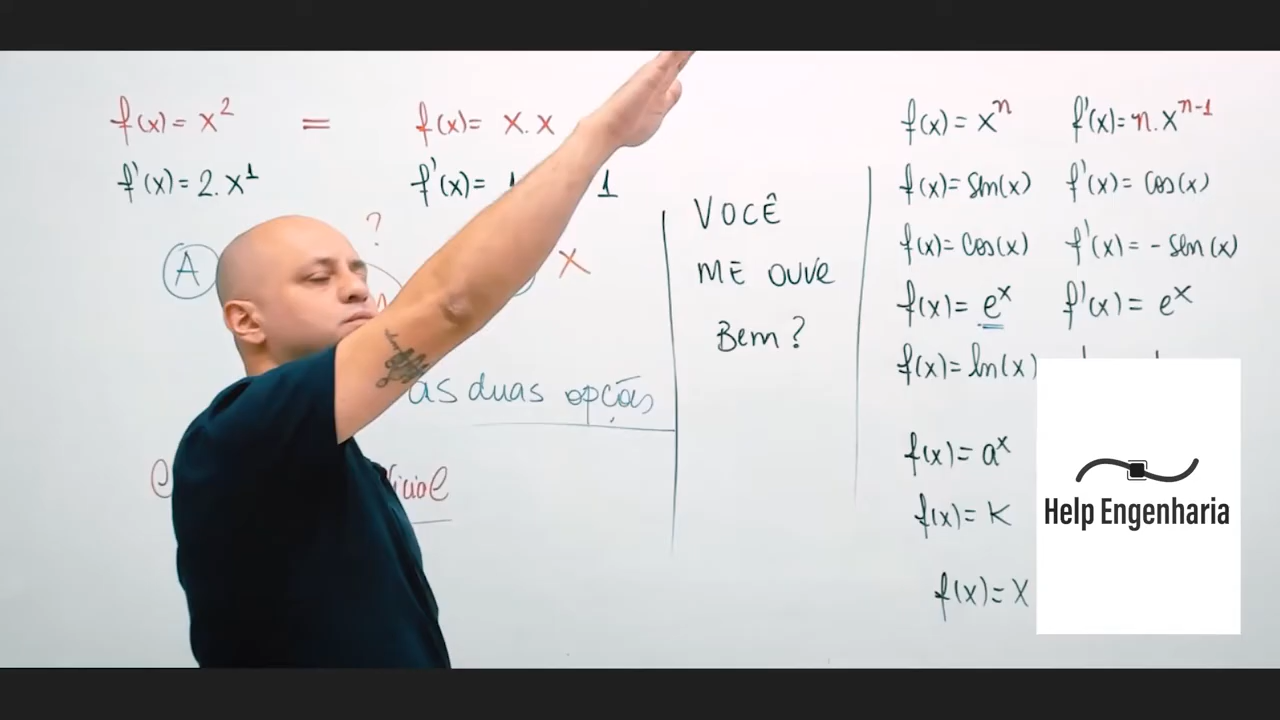 f(x) = x² = f(x) = x.x
f'(x) = 2.x¹ f'(x) = 1
A ?
x
as duas opções
VOCÊ
ME OUVE
Bem?
f(x) = xⁿ f'(x) = n.xⁿ⁻¹
f(x) = sen(x) f'(x) = cos(x)
f(x) = cos(x) f'(x) = - sen(x)
f(x) = eˣ f'(x) = eˣ
f(x) = ln(x)
f(x) = aˣ
f(x) = K
f(x) = x
Help Engenharia